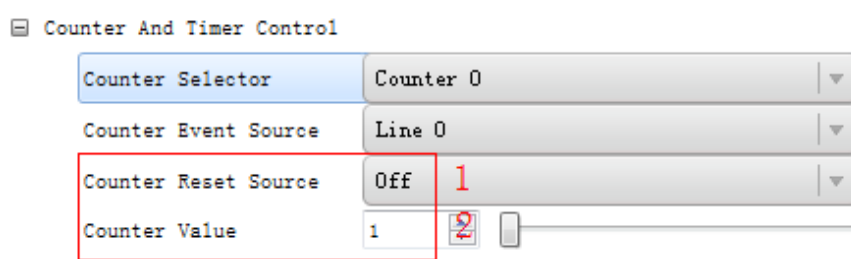 Counter And Timer Control
Counter Selector Counter 0
Counter Event Source Line 0
Counter Reset Source Off 1
Counter Value 1 2